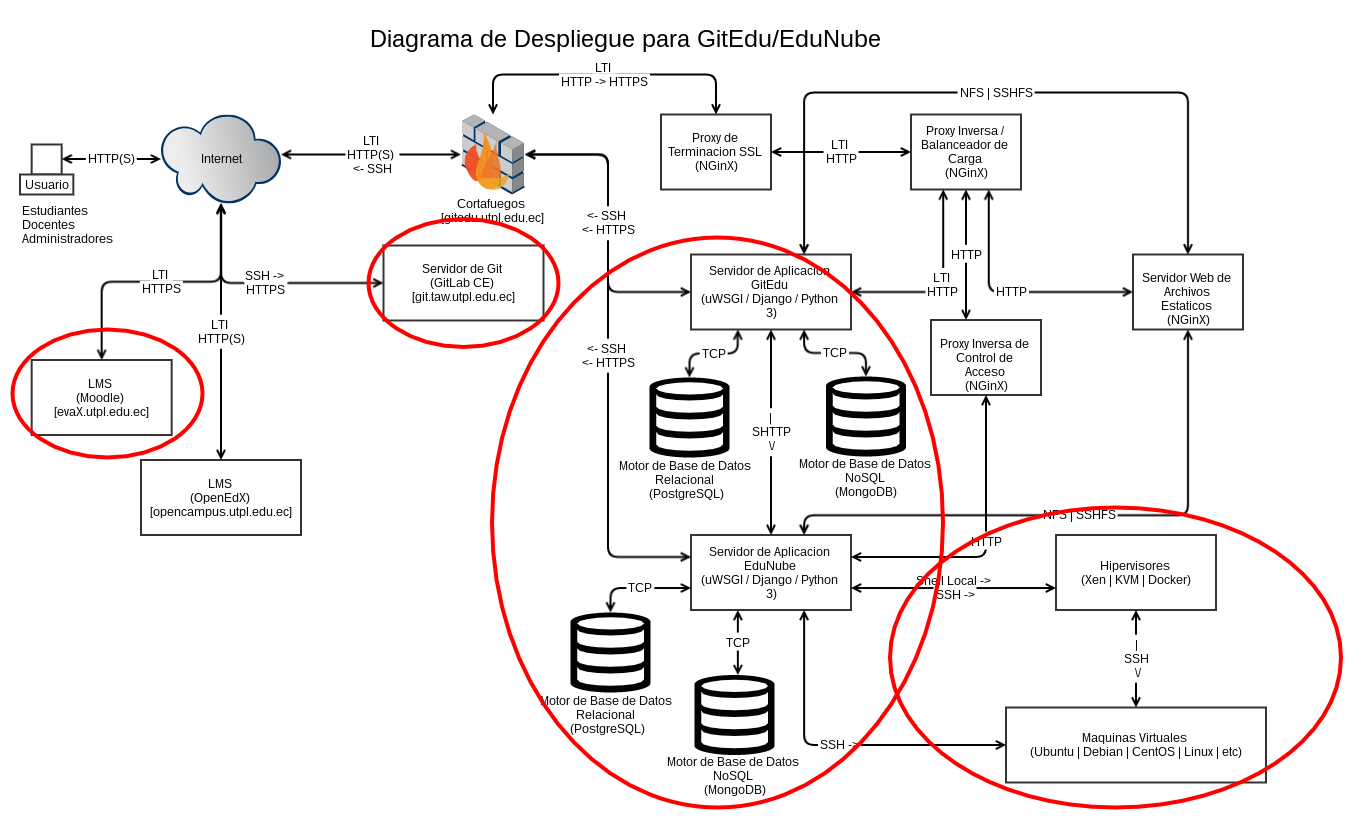 Diagrama de Despliegue para GitEdu/EduNube
LTI
HTTP -> HTTPS
NFS | SSHFS
HTTP(S)
Usuario
Estudiantes
Docentes
Administradores
Internet
LTI
HTTP(S)
<- SSH
Cortafuegos
[gitedu.utpl.edu.ec]
Proxy de
Terminacion SSL
(NGinX)
LTI
HTTP
Proxy Inversa /
Balanceador de
Carga
(NGinX)
<- SSH
<- HTTPS
LTI
HTTPS
SSH ->
HTTPS
Servidor de Git
(GitLab CE)
[git.taw.utpl.edu.ec]
Servidor de Aplicacion
GitEdu
(uWSGI / Django / Python
3)
LTI
HTTP
HTTP
HTTP
Servidor Web de
Archivos
Estaticos
(NGinX)
LTI
HTTP(S)
<- SSH
<- HTTPS
TCP
TCP
Proxy Inversa de
Control de
Acceso
(NGinX)
LMS
(Moodle)
[evaX.utpl.edu.ec]
|
SHTTP
\/
Motor de Base de Datos
Relacional
(PostgreSQL)
Motor de Base de Datos
NoSQL
(MongoDB)
LMS
(OpenEdX)
[opencampus.utpl.edu.ec]
NFS | SSHFS
HTTP
Servidor de Aplicacion
EduNube
(uWSGI / Django / Python
3)
Shell Local ->
SSH ->
Hipervisores
(Xen | KVM | Docker)
TCP
TCP
|
SSH
\/
Motor de Base de Datos
Relacional
(PostgreSQL)
Motor de Base de Datos
NoSQL
(MongoDB)
SSH ->
Maquinas Virtuales
(Ubuntu | Debian | CentOS | Linux | etc)